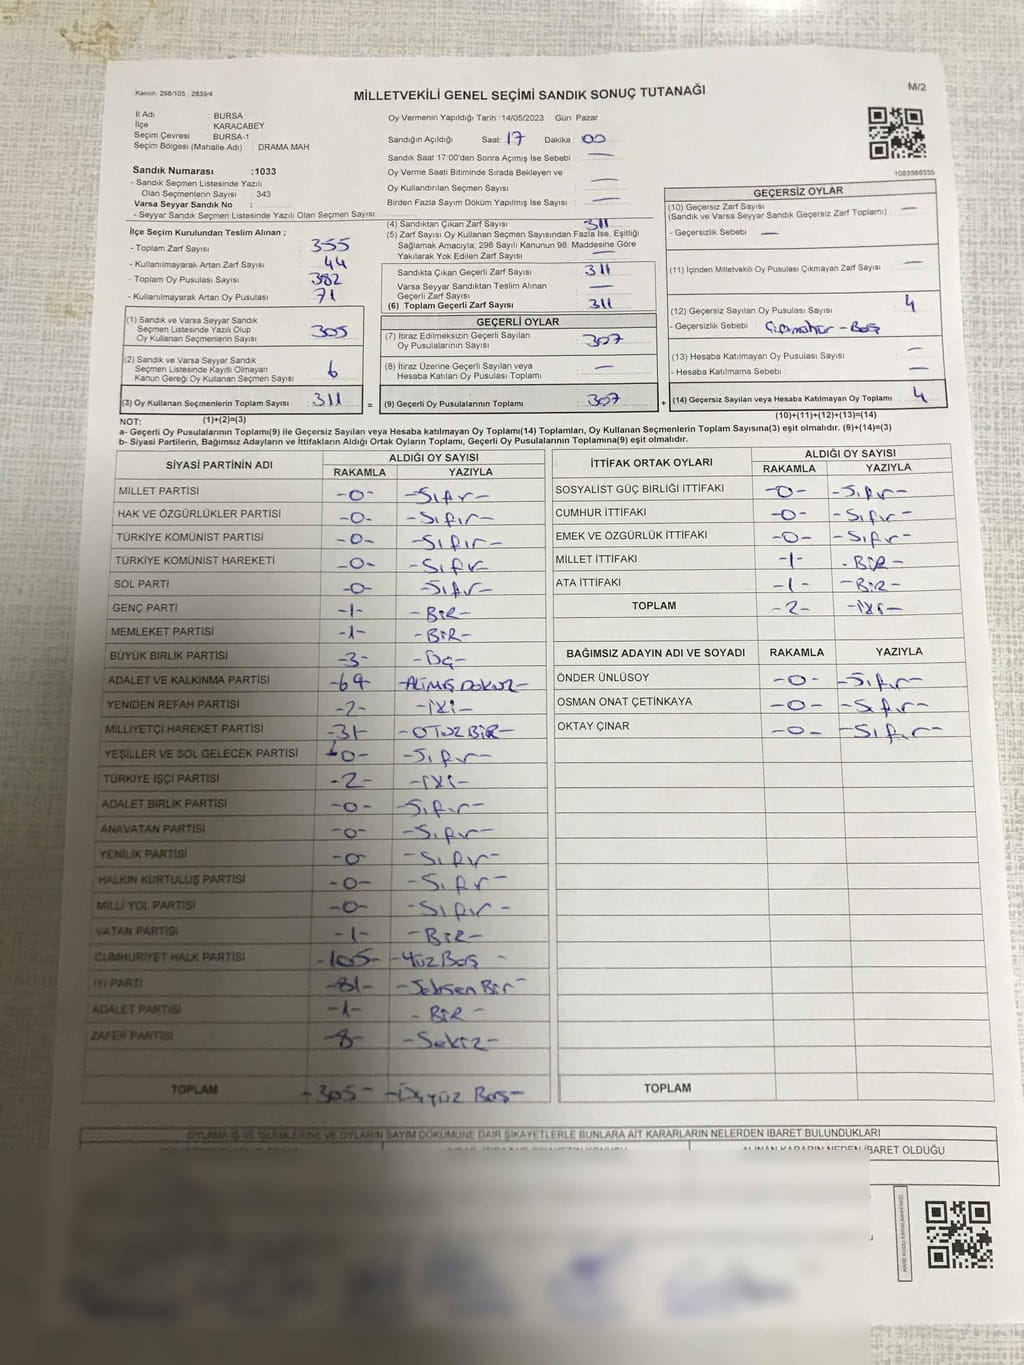 Kanun, 298/105, 2839/4
MİLLETVEKİLİ GENEL SEÇİMİ SANDIK SONUÇ TUTANAĞI
M/2
İl Adı : BURSA
İlçe : KARACABEY
Seçim Çevresi : BURSA-1
Seçim Bölgesi (Mahalle Adı) : DRAMA MAH.
Oy Vermenin Yapıldığı Tarih :14/05/2023 Gün Pazar
Sandığın Açıldığı Saat: 17 Dakika 00
Sandık Saat 17:00'den Sonra Açımış İse Sebebi : —
Oy Verme Saati Bitiminde Sırada Bekleyen ve
Oy Kullandırılan Seçmen Sayısı —
Birden Fazla Sayım Döküm Yapılmış İse Sayısı : —
1083588335
Sandık Numarası :1033
- Sandık Seçmen Listesinde Yazılı
Olan Seçmenlerin Sayısı : 343
Varsa Seyyar Sandık No :
- Seyyar Sandık Seçmen Listesinde Yazılı Olan Seçmen Sayısı:
İlçe Seçim Kurulundan Teslim Alınan ;
- Toplam Zarf Sayısı 355
- Kullanılmayarak Artan Zarf Sayısı 44
- Toplam Oy Pusulası Sayısı 382
- Kullanılmayarak Artan Oy Pusulası 71
(1) Sandık ve Varsa Seyyar Sandık
Seçmen Listesinde Yazılı Olup
Oy Kullanan Seçmenlerin Sayısı 305
(2) Sandık ve Varsa Seyyar Sandık
Seçmen Listesinde Kayıtlı Olmayan
Kanun Gereği Oy Kullanan Seçmen Sayısı 6
(3) Oy Kullanan Seçmenlerin Toplam Sayısı 311 =
(4) Sandıktan Çıkan Zarf Sayısı 311
(5) Zarf Sayısı Oy Kullanan Seçmen Sayısından Fazla İse, Eşitliği
Sağlamak Amacıyla, 298 Sayılı Kanunun 98. Maddesine Göre
Yakılarak Yok Edilen Zarf Sayısı —
Sandıkta Çıkan Geçerli Zarf Sayısı 311
Varsa Seyyar Sandıktan Teslim Alınan
Geçerli Zarf Sayısı —
(6) Toplam Geçerli Zarf Sayısı 311
GEÇERLİ OYLAR
(7) İtiraz Edilmeksizin Geçerli Sayılan
Oy Pusulalarının Sayısı 307
(8) İtiraz Üzerine Geçerli Sayılan veya
Hesaba Katılan Oy Pusulası Toplamı —
(9) Geçerli Oy Pusulalarının Toplamı 307 +
GEÇERSİZ OYLAR
(10) Geçersiz Zarf Sayısı —
(Sandık ve Varsa Seyyar Sandık Geçersiz Zarf Toplamı)
- Geçersizlik Sebebi —
(11) İçinden Milletvekili Oy Pusulası Çıkmayan Zarf Sayısı —
(12) Geçersiz Sayılan Oy Pusulası Sayısı 4
- Geçersizlik Sebebi : - Boş
(13) Hesaba Katılmayan Oy Pusulası Sayısı —
- Hesaba Katılmama Sebebi : —
(14) Geçersiz Sayılan veya Hesaba Katılmayan Oy Toplamı 4
NOT: (1)+(2)=(3)
(10)+(11)+(12)+(13)=(14)
a- Geçerli Oy Pusulalarının Toplamı(9) ile Geçersiz Sayılan veya Hesaba katılmayan Oy Toplamı(14) Toplamları, Oy Kullanan Seçmenlerin Toplam Sayısına(3) eşit olmalıdır. (9)+(14)=(3)
b- Siyasi Partilerin, Bağımsız Adayların ve İttifakların Aldığı Ortak Oyların Toplamı, Geçerli Oy Pusulalarının Toplamına(9) eşit olmalıdır.
SİYASİ PARTİNİN ADI
ALDIĞI OY SAYISI
RAKAMLA YAZIYLA
MİLLET PARTİSİ -0- -Sıfır-
HAK VE ÖZGÜRLÜKLER PARTİSİ -0- -Sıfır-
TÜRKİYE KOMÜNİST PARTİSİ -0- -Sıfır-
TÜRKİYE KOMÜNİST HAREKETİ -0- -Sıfır-
SOL PARTİ -0- -Sıfır-
GENÇ PARTİ -1- -BİR-
MEMLEKET PARTİSİ -1- -BİR-
BÜYÜK BİRLİK PARTİSİ -3- -Üç-
ADALET VE KALKINMA PARTİSİ -69- -ALTMIŞ DOKUZ-
YENİDEN REFAH PARTİSİ -2- -İKİ-
MİLLİYETÇİ HAREKET PARTİSİ -31- -OTUZ BİR-
YEŞİLLER VE SOL GELECEK PARTİSİ -0- -Sıfır-
TÜRKİYE İŞÇİ PARTİSİ -2- -İKİ-
ADALET BİRLİK PARTİSİ -0- -Sıfır-
ANAVATAN PARTİSİ -0- -Sıfır-
YENİLİK PARTİSİ -0- -Sıfır-
HALKIN KURTULUŞ PARTİSİ -0- -Sıfır-
MİLLİ YOL PARTİSİ -0- -Sıfır-
VATAN PARTİSİ -1- -BİR-
CUMHURİYET HALK PARTİSİ -105- -Yüz Beş -
İYİ PARTİ -81- -Seksen Bir-
ADALET PARTİSİ -1- -BİR-
ZAFER PARTİSİ -8- -Sekiz-
TOPLAM -305- -Üçyüz Beş-
İTTİFAK ORTAK OYLARI
ALDIĞI OY SAYISI
RAKAMLA YAZIYLA
SOSYALİST GÜÇ BİRLİĞİ İTTİFAKI -0- -Sıfır-
CUMHUR İTTİFAKI -0- -Sıfır-
EMEK VE ÖZGÜRLÜK İTTİFAKI -0- -Sıfır-
MİLLET İTTİFAKI -1- -BİR-
ATA İTTİFAKI -1- -BİR-
TOPLAM -2- -İKİ-
BAĞIMSIZ ADAYIN ADI VE SOYADI RAKAMLA YAZIYLA
ÖNDER ÜNLÜSOY -0- -Sıfır-
OSMAN ONAT ÇETİNKAYA -0- -Sıfır-
OKTAY ÇINAR -0- -Sıfır-
TOPLAM
OYLAMA İŞ VE İŞLEMLERİNE VE OYLARIN SAYIM DÖKÜMÜNE DAİR ŞİKAYETLERLE BUNLARA AİT KARARLARIN NELERDEN İBARET BULUNDUKLARI
ALINAN KARARIN NEDEN İBARET OLDUĞU
KARE KODU KAPALAMAYINIZ!